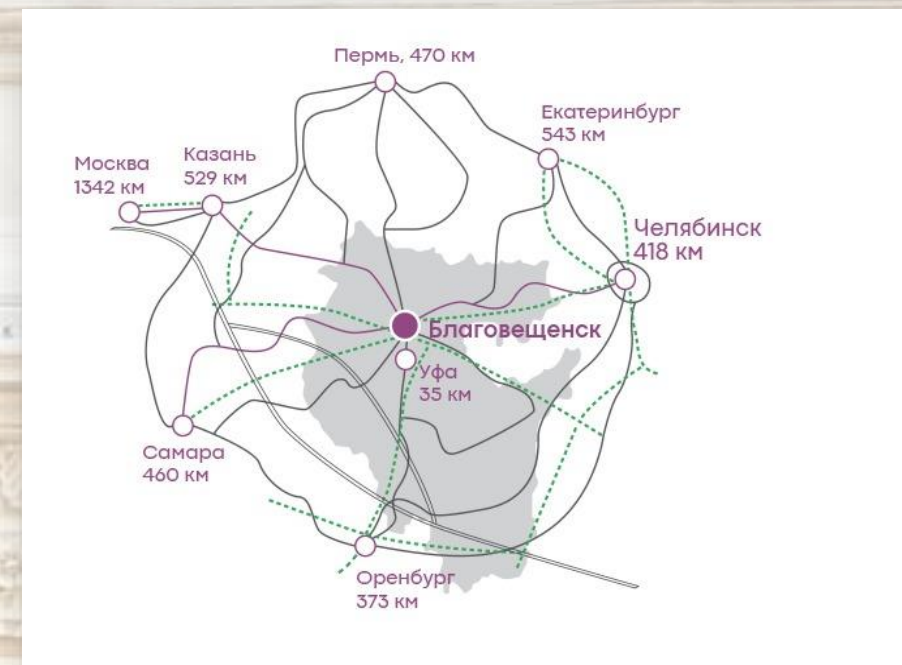 Пермь, 470 км
Екатеринбург
543 км
Москва
1342 км
Казань
529 км
Челябинск
418 км
Благовещенск
Уфа
35 км
Самара
460 км
Оренбург
373 км